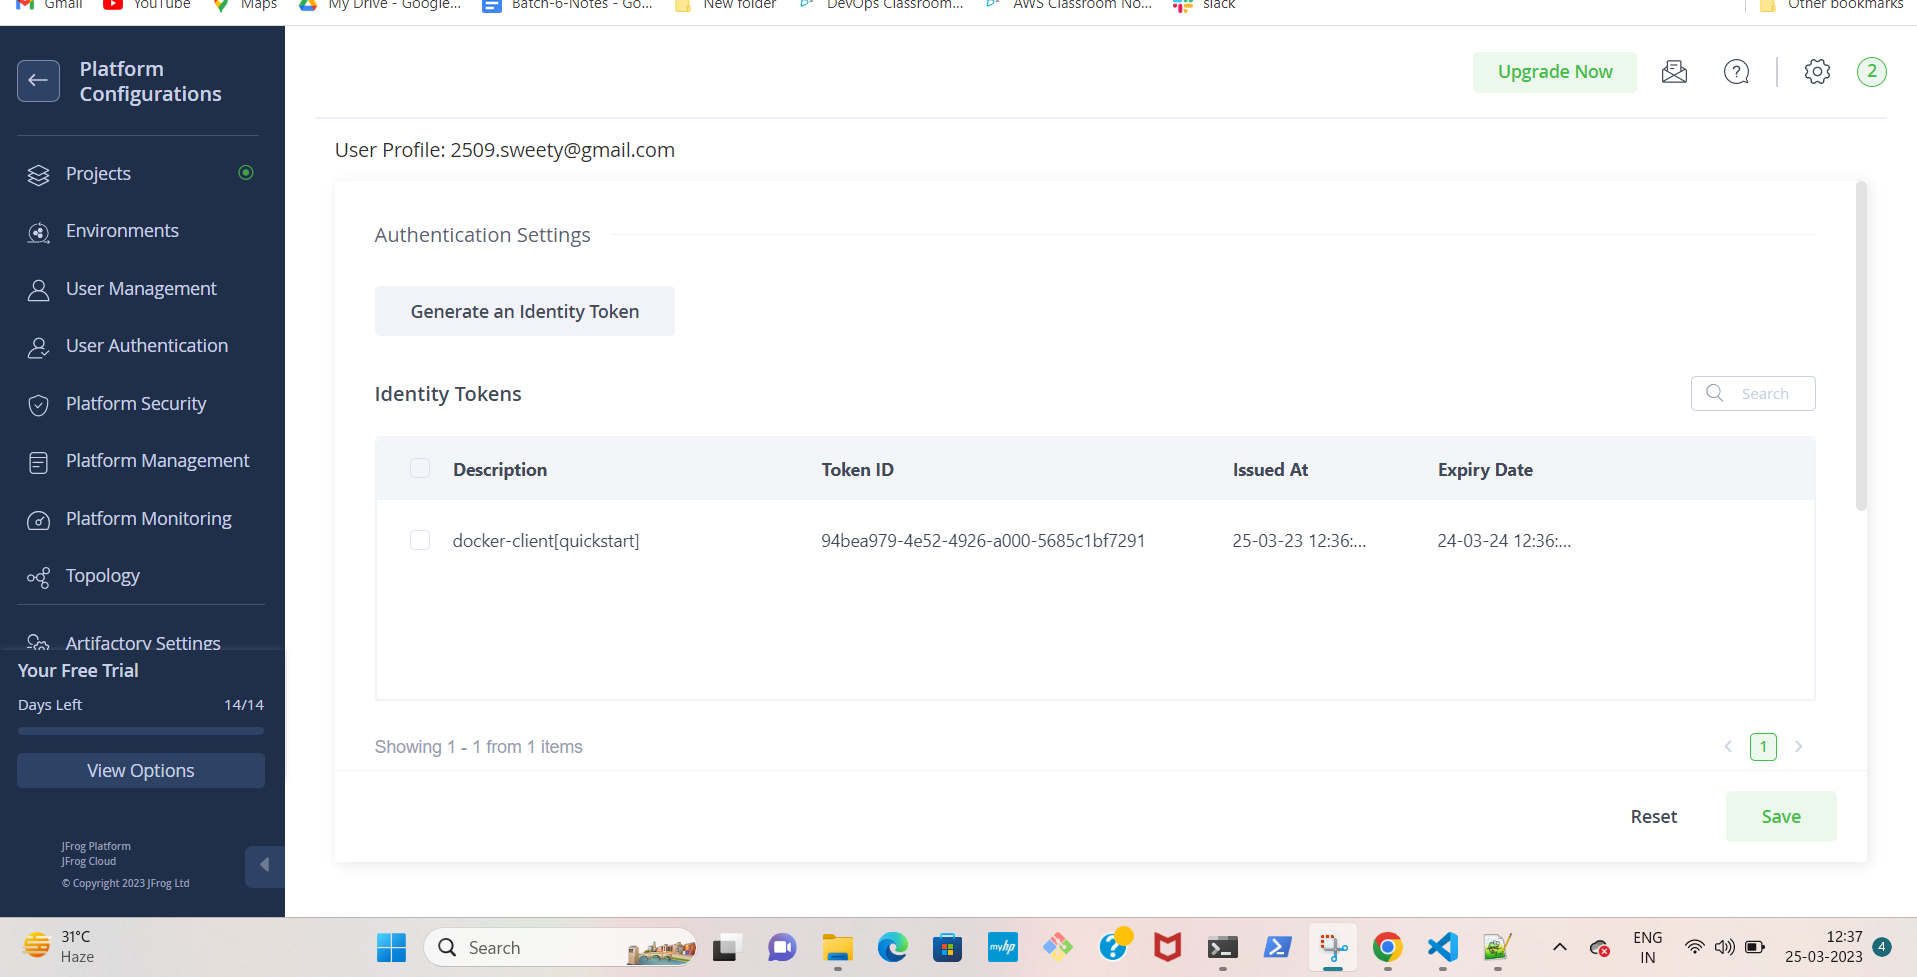 Gmail YouTube Maps My Drive - Google... Batch-6-Notes - Go... New folder DevOps Classroom... AWS Classroom No... slack Other bookmarks
Platform
Configurations
Upgrade Now
2
User Profile: 2509.sweety@gmail.com
Projects
Environments
User Management
User Authentication
Platform Security
Platform Management
Platform Monitoring
Topology
Artifactory Settings
Your Free Trial
Days Left 14/14
View Options
JFrog Platform
JFrog Cloud
© Copyright 2023 JFrog Ltd
Authentication Settings
Generate an Identity Token
Identity Tokens
Search
Description Token ID Issued At Expiry Date
docker-client[quickstart] 94bea979-4e52-4926-a000-5685c1bf7291 25-03-23 12:36:... 24-03-24 12:36:...
Showing 1 - 1 from 1 items
1
Reset Save
31°C
Haze
Search
myhp
ENG
IN
12:37
25-03-2023
4